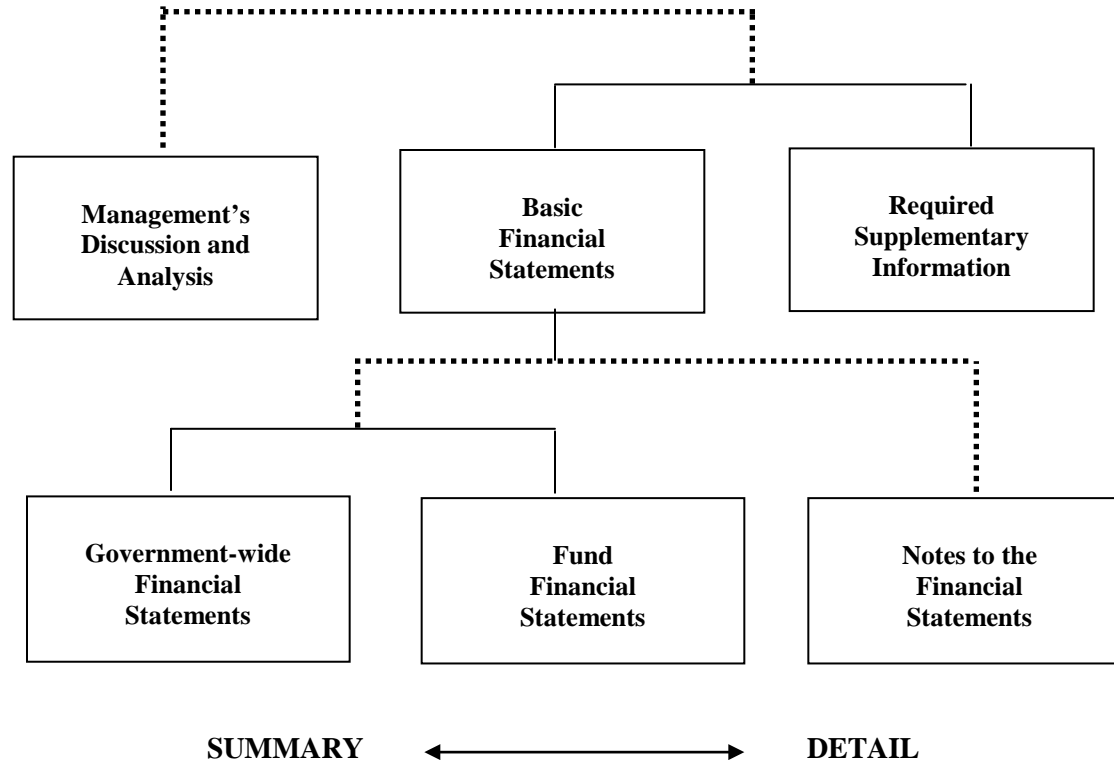 Management’s
Discussion and
Analysis
Basic
Financial
Statements
Required
Supplementary
Information
Government-wide
Financial
Statements
Fund
Financial
Statements
Notes to the
Financial
Statements
SUMMARY DETAIL